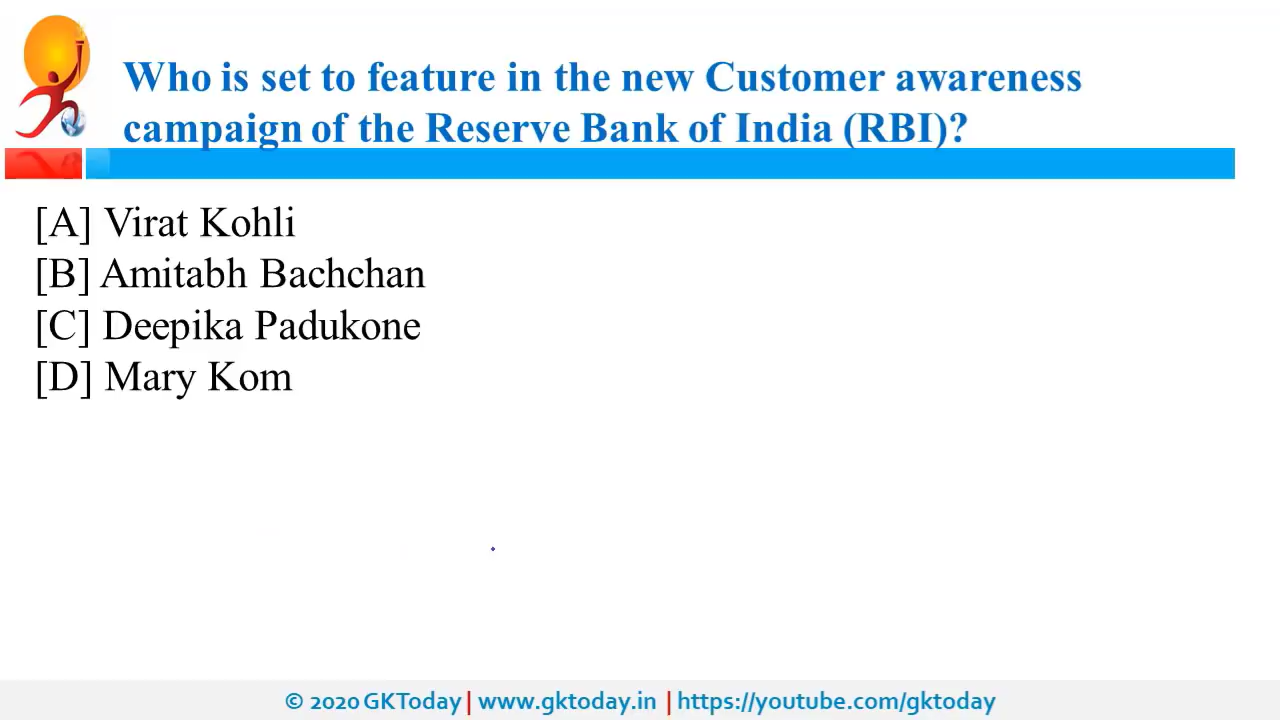 Who is set to feature in the new Customer awareness
campaign of the Reserve Bank of India (RBI)?
[A] Virat Kohli
[B] Amitabh Bachchan
[C] Deepika Padukone
[D] Mary Kom
© 2020 GKToday | www.gktoday.in | https://youtube.com/gktoday